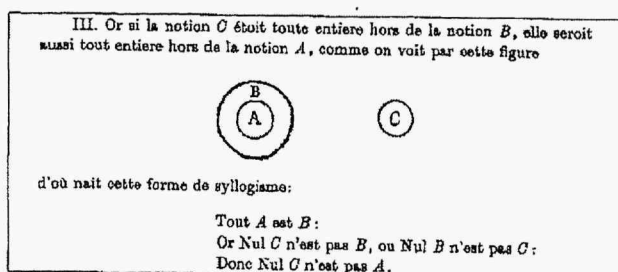 III. Or si la notion C étoit toute entiere hors de la notion B, elle seroit
aussi tout entiere hors de la notion A, comme on voit par cette figure
B
A
C
d'où nait cette forme de syllogisme:
Tout A est B:
Or Nul C n'est pas B, ou Nul B n'est pas C:
Donc Nul C n'est pas A.